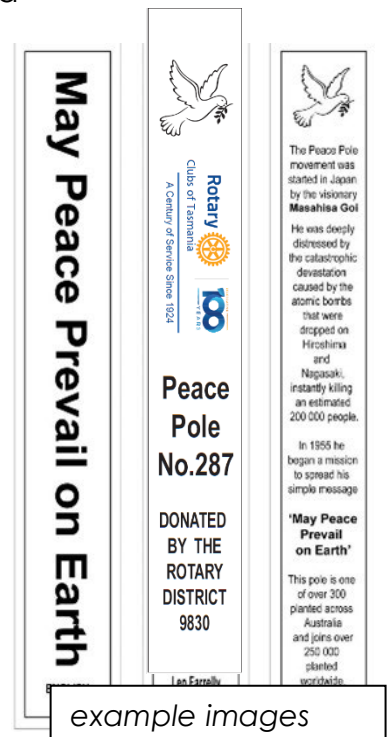 May Peace Prevail on Earth
Rotary
Clubs of Tasmania
A Century of Service Since 1924
100
YEARS
Peace
Pole
No.287
DONATED
BY THE
ROTARY
DISTRICT
9830
Len Farrelly
The Peace Pole
movement was
started in Japan
by the visionary
Masahisa Goi
He was deeply
distressed by
the catastrophic
devastation
caused by the
atomic bombs
that were
dropped on
Hiroshima
and
Nagasaki,
instantly killing
an estimated
200 000 people.
In 1955 he
began a mission
to spread his
simple message
'May Peace
Prevail
on Earth'
This pole is one
of over 300
planted across
Australia
and joins over
250 000
planted
worldwide.
example images